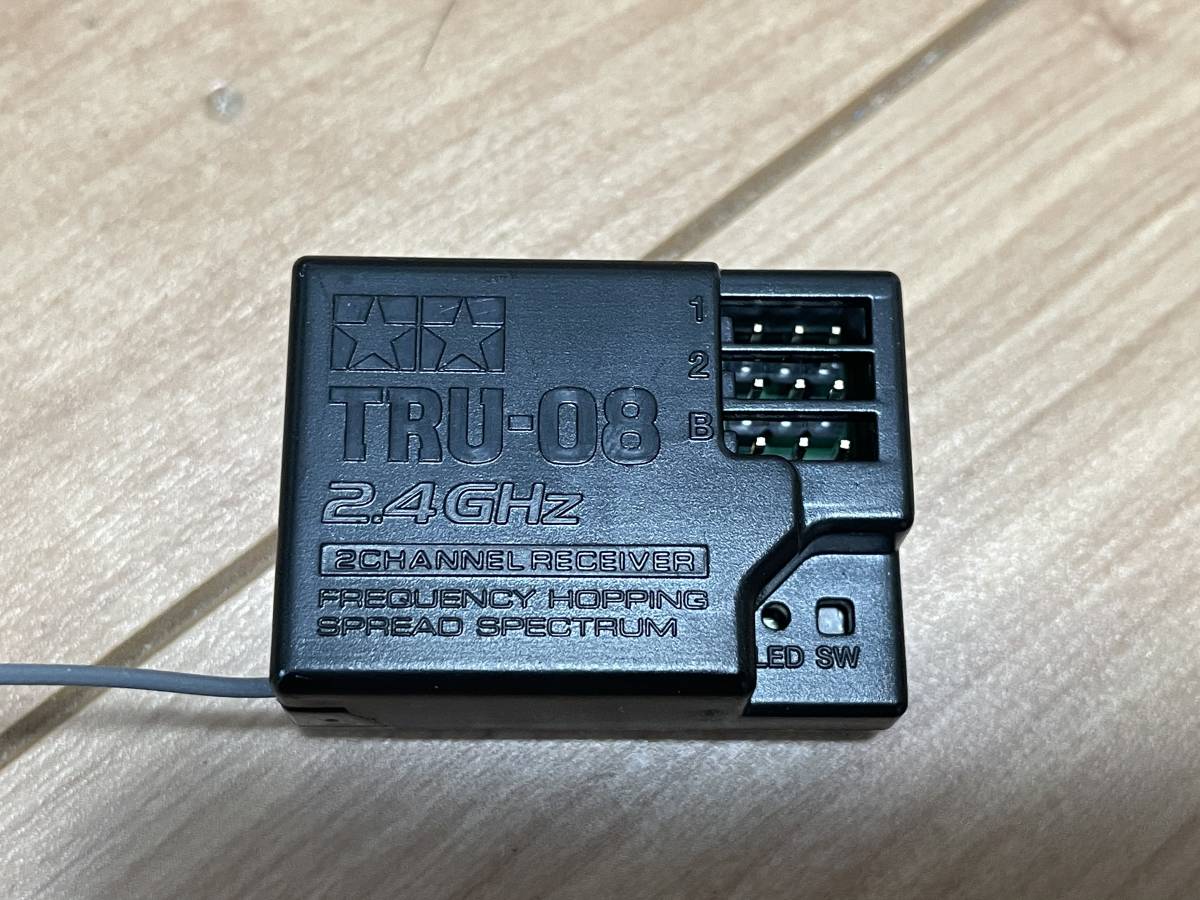 TRU-08
2.4GHz
2CHANNEL RECEIVER
FREQUENCY HOPPING
SPREAD SPECTRUM
1
2
B
LED SW